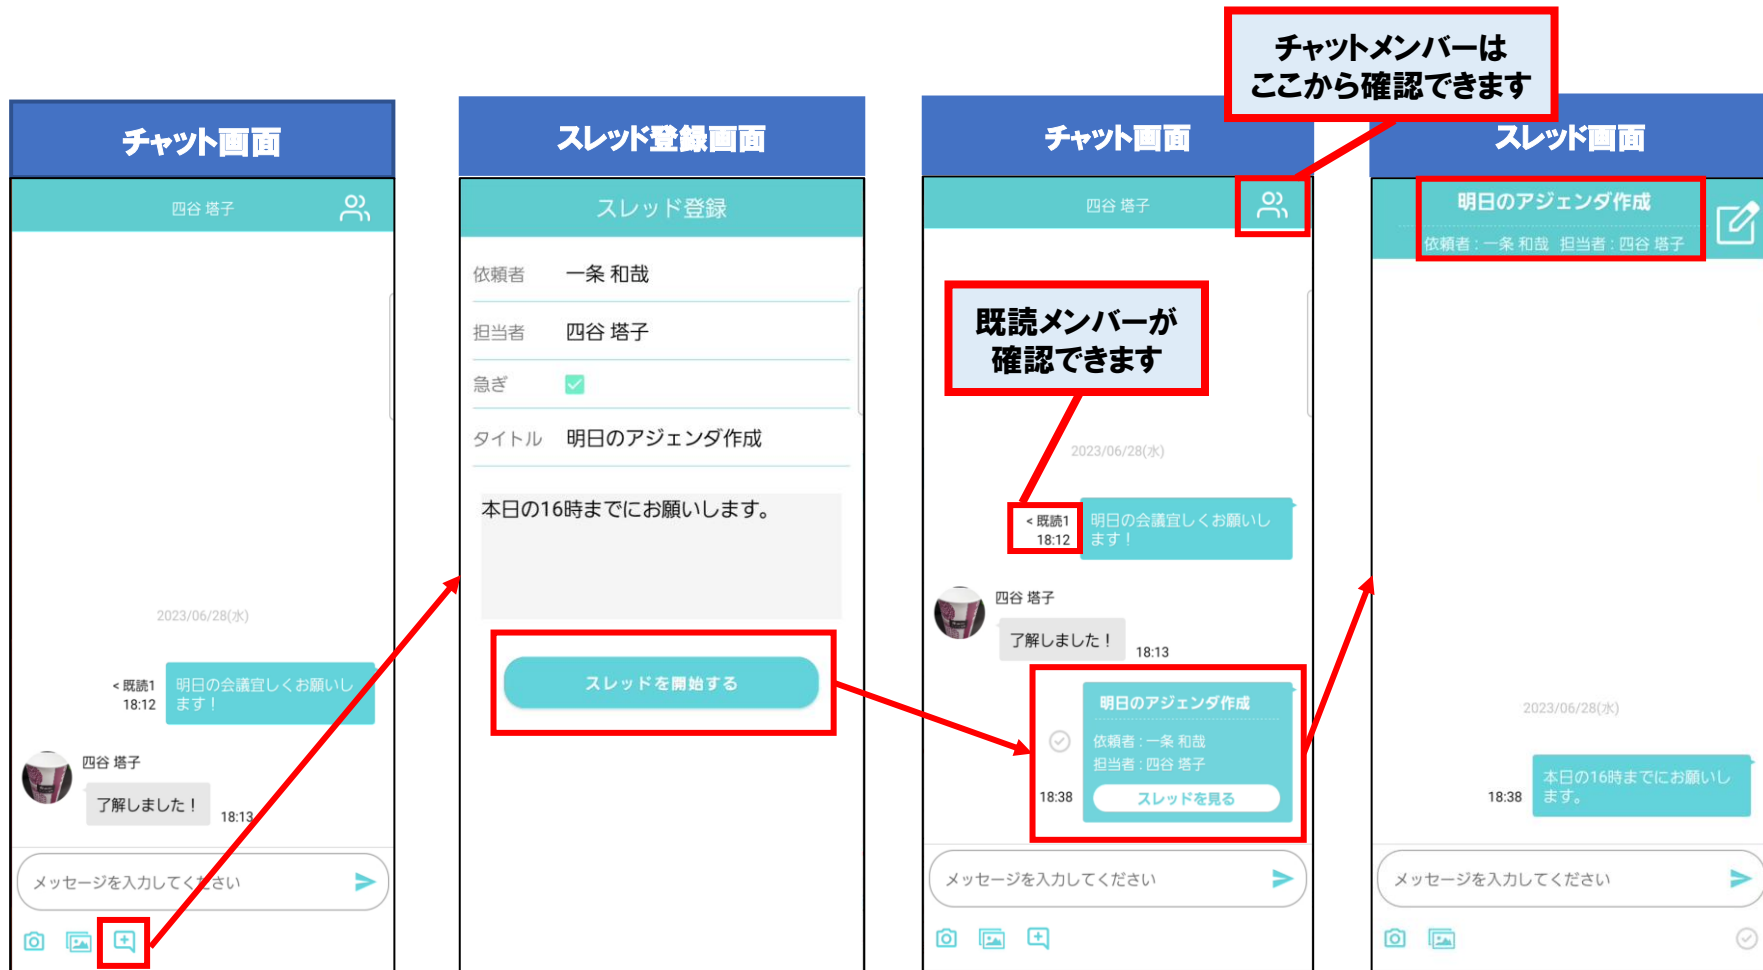 チャットメンバーは
ここから確認できます
チャット画面
四谷 塔子
2023/06/28(水)
< 既読1
18:12
明日の会議宜しくお願いし
ます！
四谷 塔子
了解しました！
18:13
メッセージを入力してください
スレッド登録画面
スレッド登録
依頼者 一条 和哉
担当者 四谷 塔子
急ぎ
タイトル 明日のアジェンダ作成
本日の16時までにお願いします。
スレッドを開始する
チャット画面
四谷 塔子
既読メンバーが
確認できます
2023/06/28(水)
< 既読1
18:12
明日の会議宜しくお願いし
ます！
四谷 塔子
了解しました！
18:13
明日のアジェンダ作成
依頼者 : 一条 和哉
担当者 : 四谷 塔子
18:38
スレッドを見る
メッセージを入力してください
スレッド画面
明日のアジェンダ作成
依頼者 : 一条 和哉 担当者 : 四谷 塔子
2023/06/28(水)
本日の16時までにお願いし
ます。
18:38
メッセージを入力してください